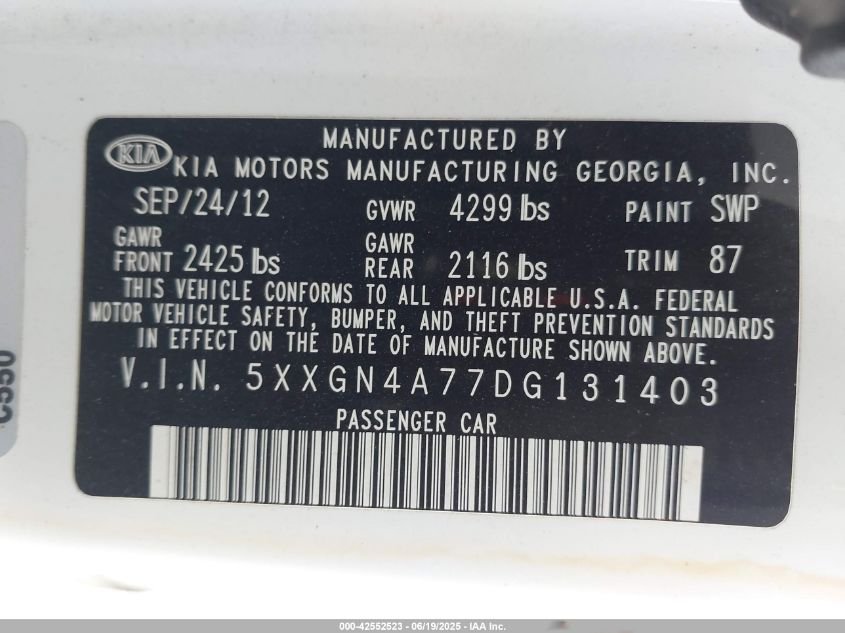 MANUFACTURED BY
KIA KIA MOTORS MANUFACTURING GEORGIA, INC.
SEP/24/12 GVWR 4299 lbs PAINT SWP
GAWR FRONT 2425 lbs GAWR REAR 2116 lbs TRIM 87
THIS VEHICLE CONFORMS TO ALL APPLICABLE U.S.A. FEDERAL
MOTOR VEHICLE SAFETY, BUMPER, AND THEFT PREVENTION STANDARDS
IN EFFECT ON THE DATE OF MANUFACTURE SHOWN ABOVE.
V.I.N. 5XXGN4A77DG131403
PASSENGER CAR
C550
000-42552523 - 06/19/2025 - IAA Inc.